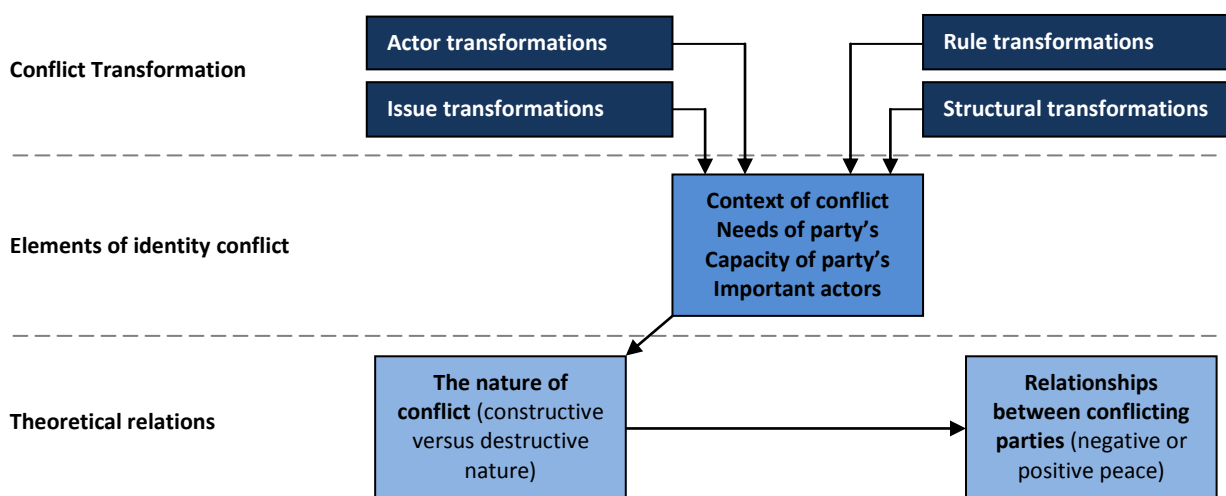 Actor transformations
Rule transformations
Conflict Transformation
Issue transformations
Structural transformations
Context of conflict
Needs of party’s
Elements of identity conflict
Capacity of party’s
Important actors
The nature of
conflict (constructive
versus destructive
nature)
Relationships
between conflicting
parties (negative or
positive peace)
Theoretical relations